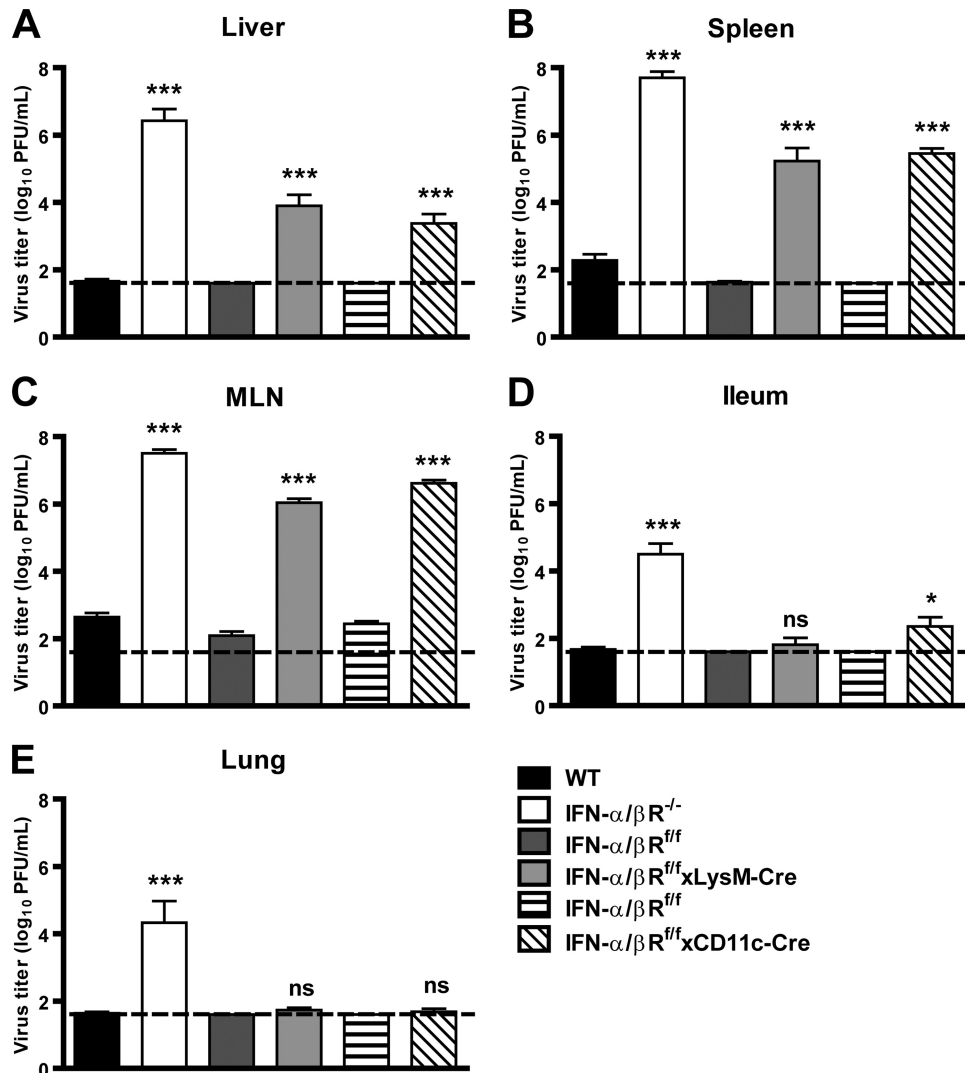 A
Liver
Virus titer (log10 PFU/mL)
8
6
4
2
0
***
***
***
B
Spleen
Virus titer (log10 PFU/mL)
8
6
4
2
0
***
***
***
C
MLN
Virus titer (log10 PFU/mL)
8
6
4
2
0
***
***
***
D
Ileum
Virus titer (log10 PFU/mL)
8
6
4
2
0
***
ns
*
E
Lung
Virus titer (log10 PFU/mL)
8
6
4
2
0
***
ns
ns
WT
IFN-α/βR-/-
IFN-α/βRf/f
IFN-α/βRf/fxLysM-Cre
IFN-α/βRf/f
IFN-α/βRf/fxCD11c-Cre